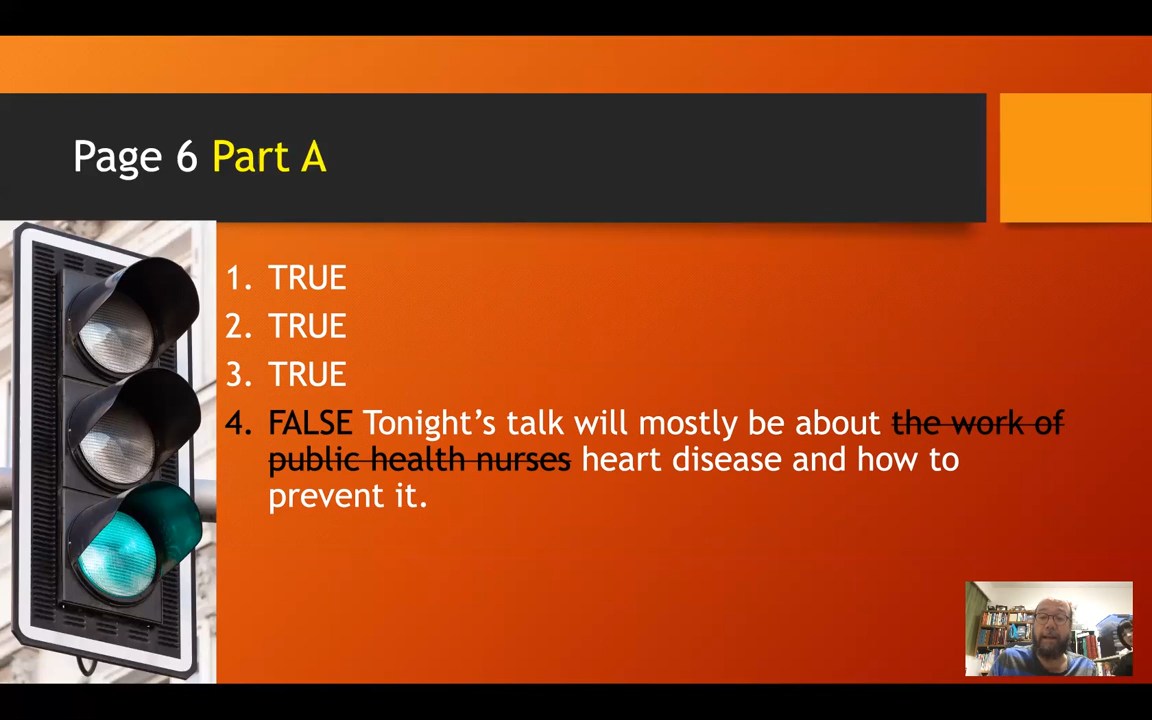 Page 6 Part A
1. TRUE
2. TRUE
3. TRUE
4. FALSE Tonight’s talk will mostly be about the work of
public health nurses heart disease and how to
prevent it.